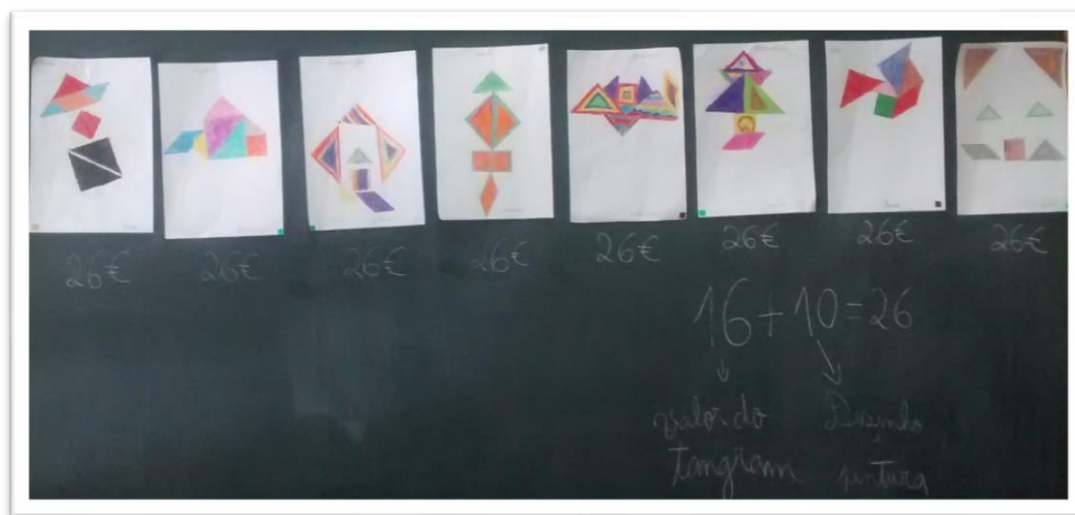 26€ 26€ 26€ 26€ 26€ 26€ 26€ 26€
16+10=26
valor do Desenho
e
tangram pintura